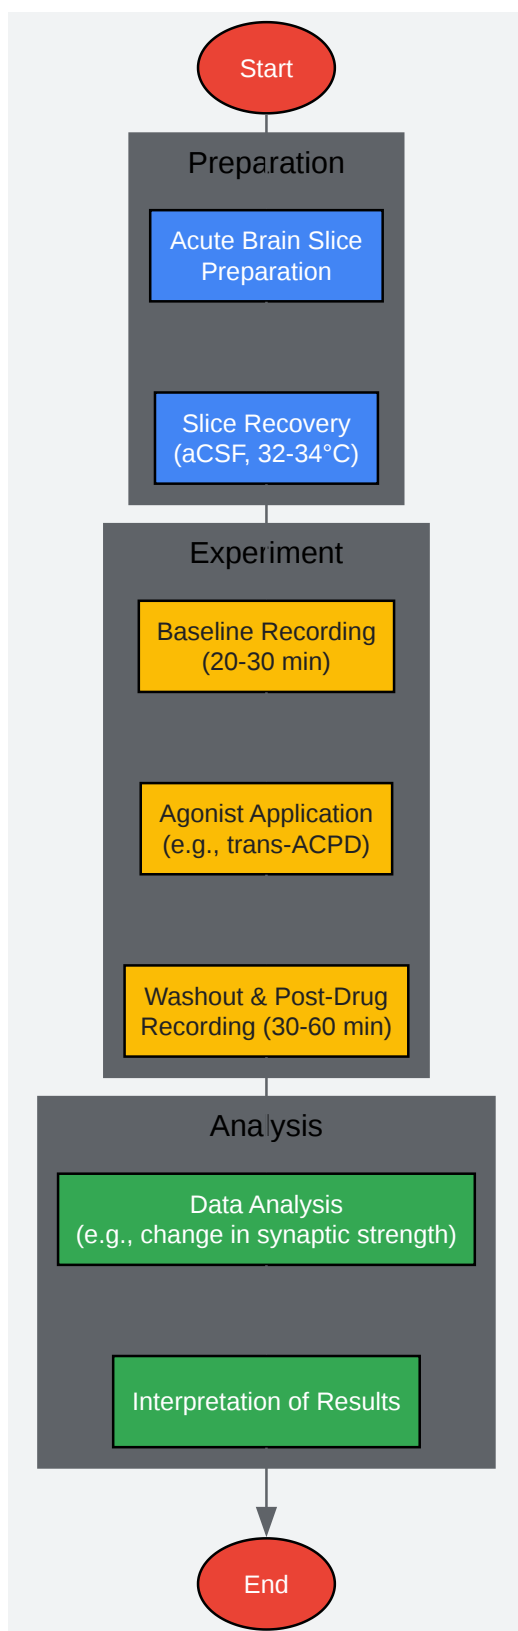 Start
Preparation
Acute Brain Slice
Preparation
Slice Recovery
(aCSF, 32-34°C)
Experiment
Baseline Recording
(20-30 min)
Agonist Application
(e.g., trans-ACPD)
Washout & Post-Drug
Recording (30-60 min)
Analysis
Data Analysis
(e.g., change in synaptic strength)
Interpretation of Results
End